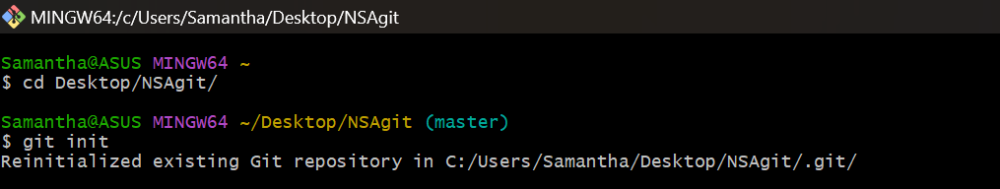 MINGW64:/c/Users/Samantha/Desktop/NSAgit
Samantha@ASUS MINGW64 ~
$ cd Desktop/NSAgit/
Samantha@ASUS MINGW64 ~/Desktop/NSAgit (master)
$ git init
Reinitialized existing Git repository in C:/Users/Samantha/Desktop/NSAgit/.git/